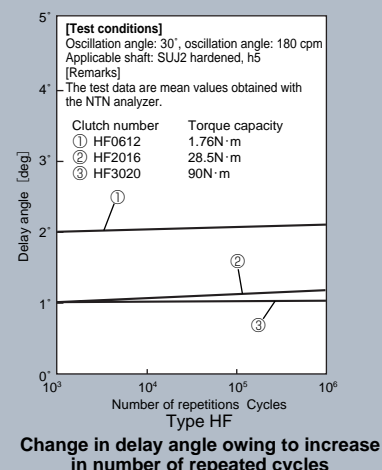 5˚
[Test conditions]
Oscillation angle: 30˚, oscillation angle: 180 cpm
Applicable shaft: SUJ2 hardened, h5
[Remarks]
4˚
The test data are mean values obtained with
the NTN analyzer.
Clutch number Torque capacity
① HF0612 1.76N·m
② HF2016 28.5N·m
3˚
③ HF3020 90N·m
①
Delay angle [deg]
2˚
②
1˚
③
0˚
10³ 10⁴ 10⁵ 10⁶
Number of repetitions Cycles
Type HF
Change in delay angle owing to increase
in number of repeated cycles